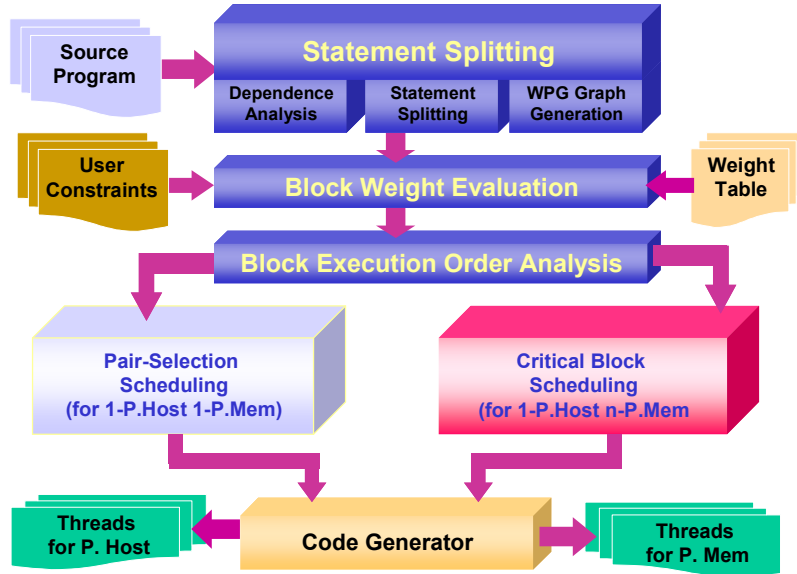 Source
Program
Statement Splitting
Dependence
Analysis
Statement
Splitting
WPG Graph
Generation
User
Constraints
Block Weight Evaluation
Weight
Table
Block Execution Order Analysis
Pair-Selection
Scheduling
(for 1-P.Host 1-P.Mem)
Critical Block
Scheduling
(for 1-P.Host n-P.Mem
Threads
for P. Host
Code Generator
Threads
for P. Mem